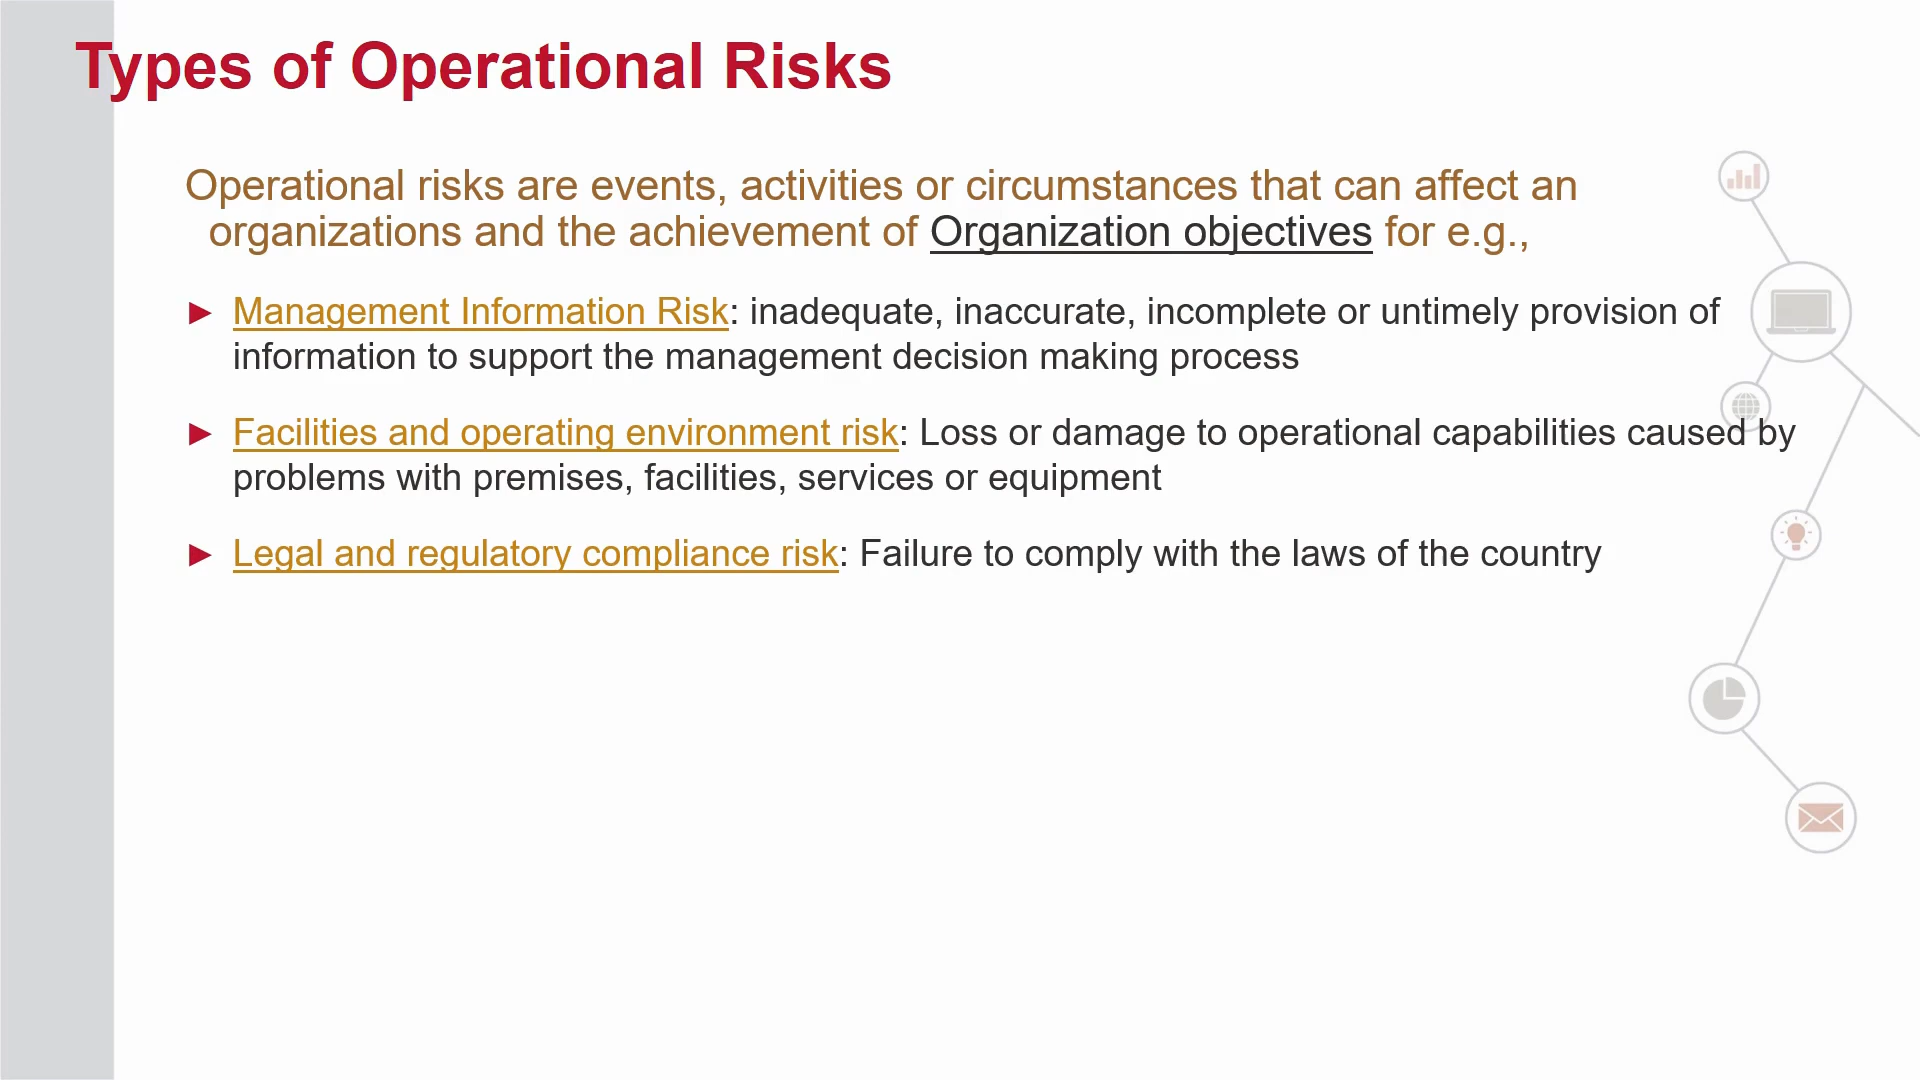 Types of Operational Risks
Operational risks are events, activities or circumstances that can affect an
organizations and the achievement of Organization objectives for e.g.,
► Management Information Risk: inadequate, inaccurate, incomplete or untimely provision of
information to support the management decision making process
► Facilities and operating environment risk: Loss or damage to operational capabilities caused by
problems with premises, facilities, services or equipment
► Legal and regulatory compliance risk: Failure to comply with the laws of the country